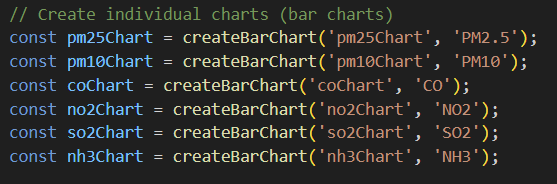 // Create individual charts (bar charts)
const pm25Chart = createBarChart('pm25Chart', 'PM2.5');
const pm10Chart = createBarChart('pm10Chart', 'PM10');
const coChart = createBarChart('coChart', 'CO');
const no2Chart = createBarChart('no2Chart', 'NO2');
const so2Chart = createBarChart('so2Chart', 'SO2');
const nh3Chart = createBarChart('nh3Chart', 'NH3');